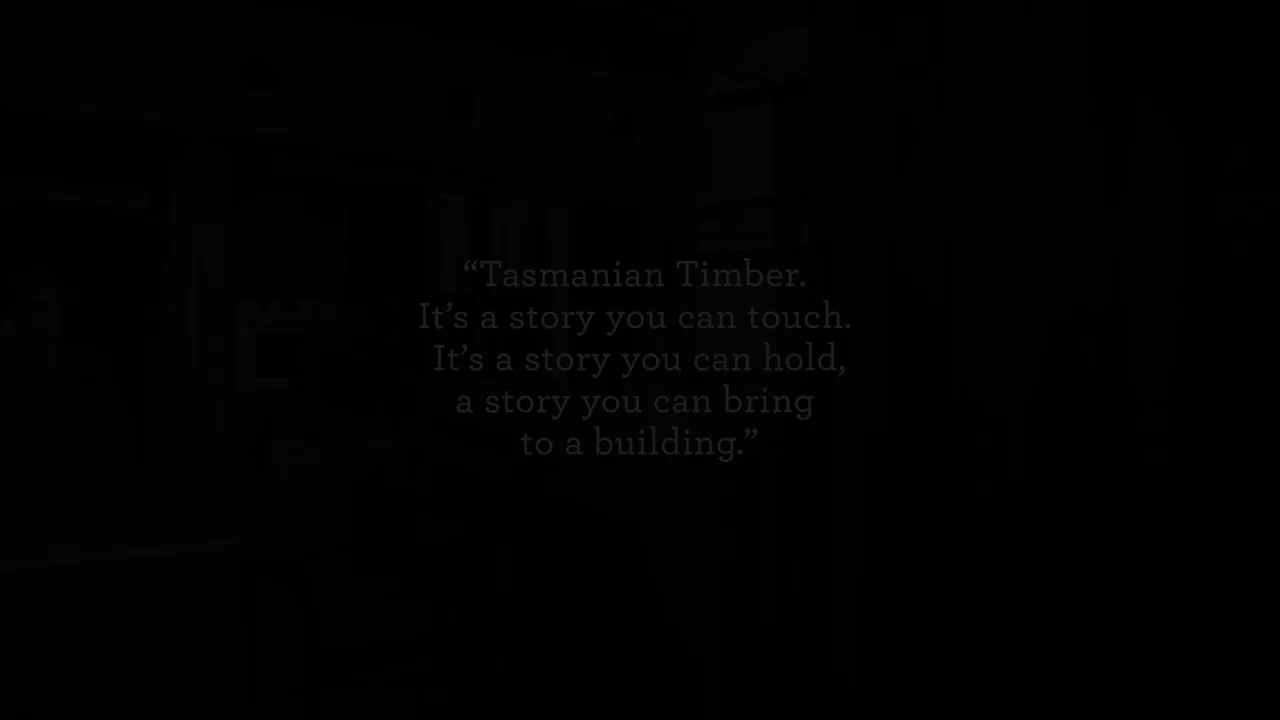 “Tasmanian Timber.
It’s a story you can touch.
It’s a story you can hold,
a story you can bring
to a building.”